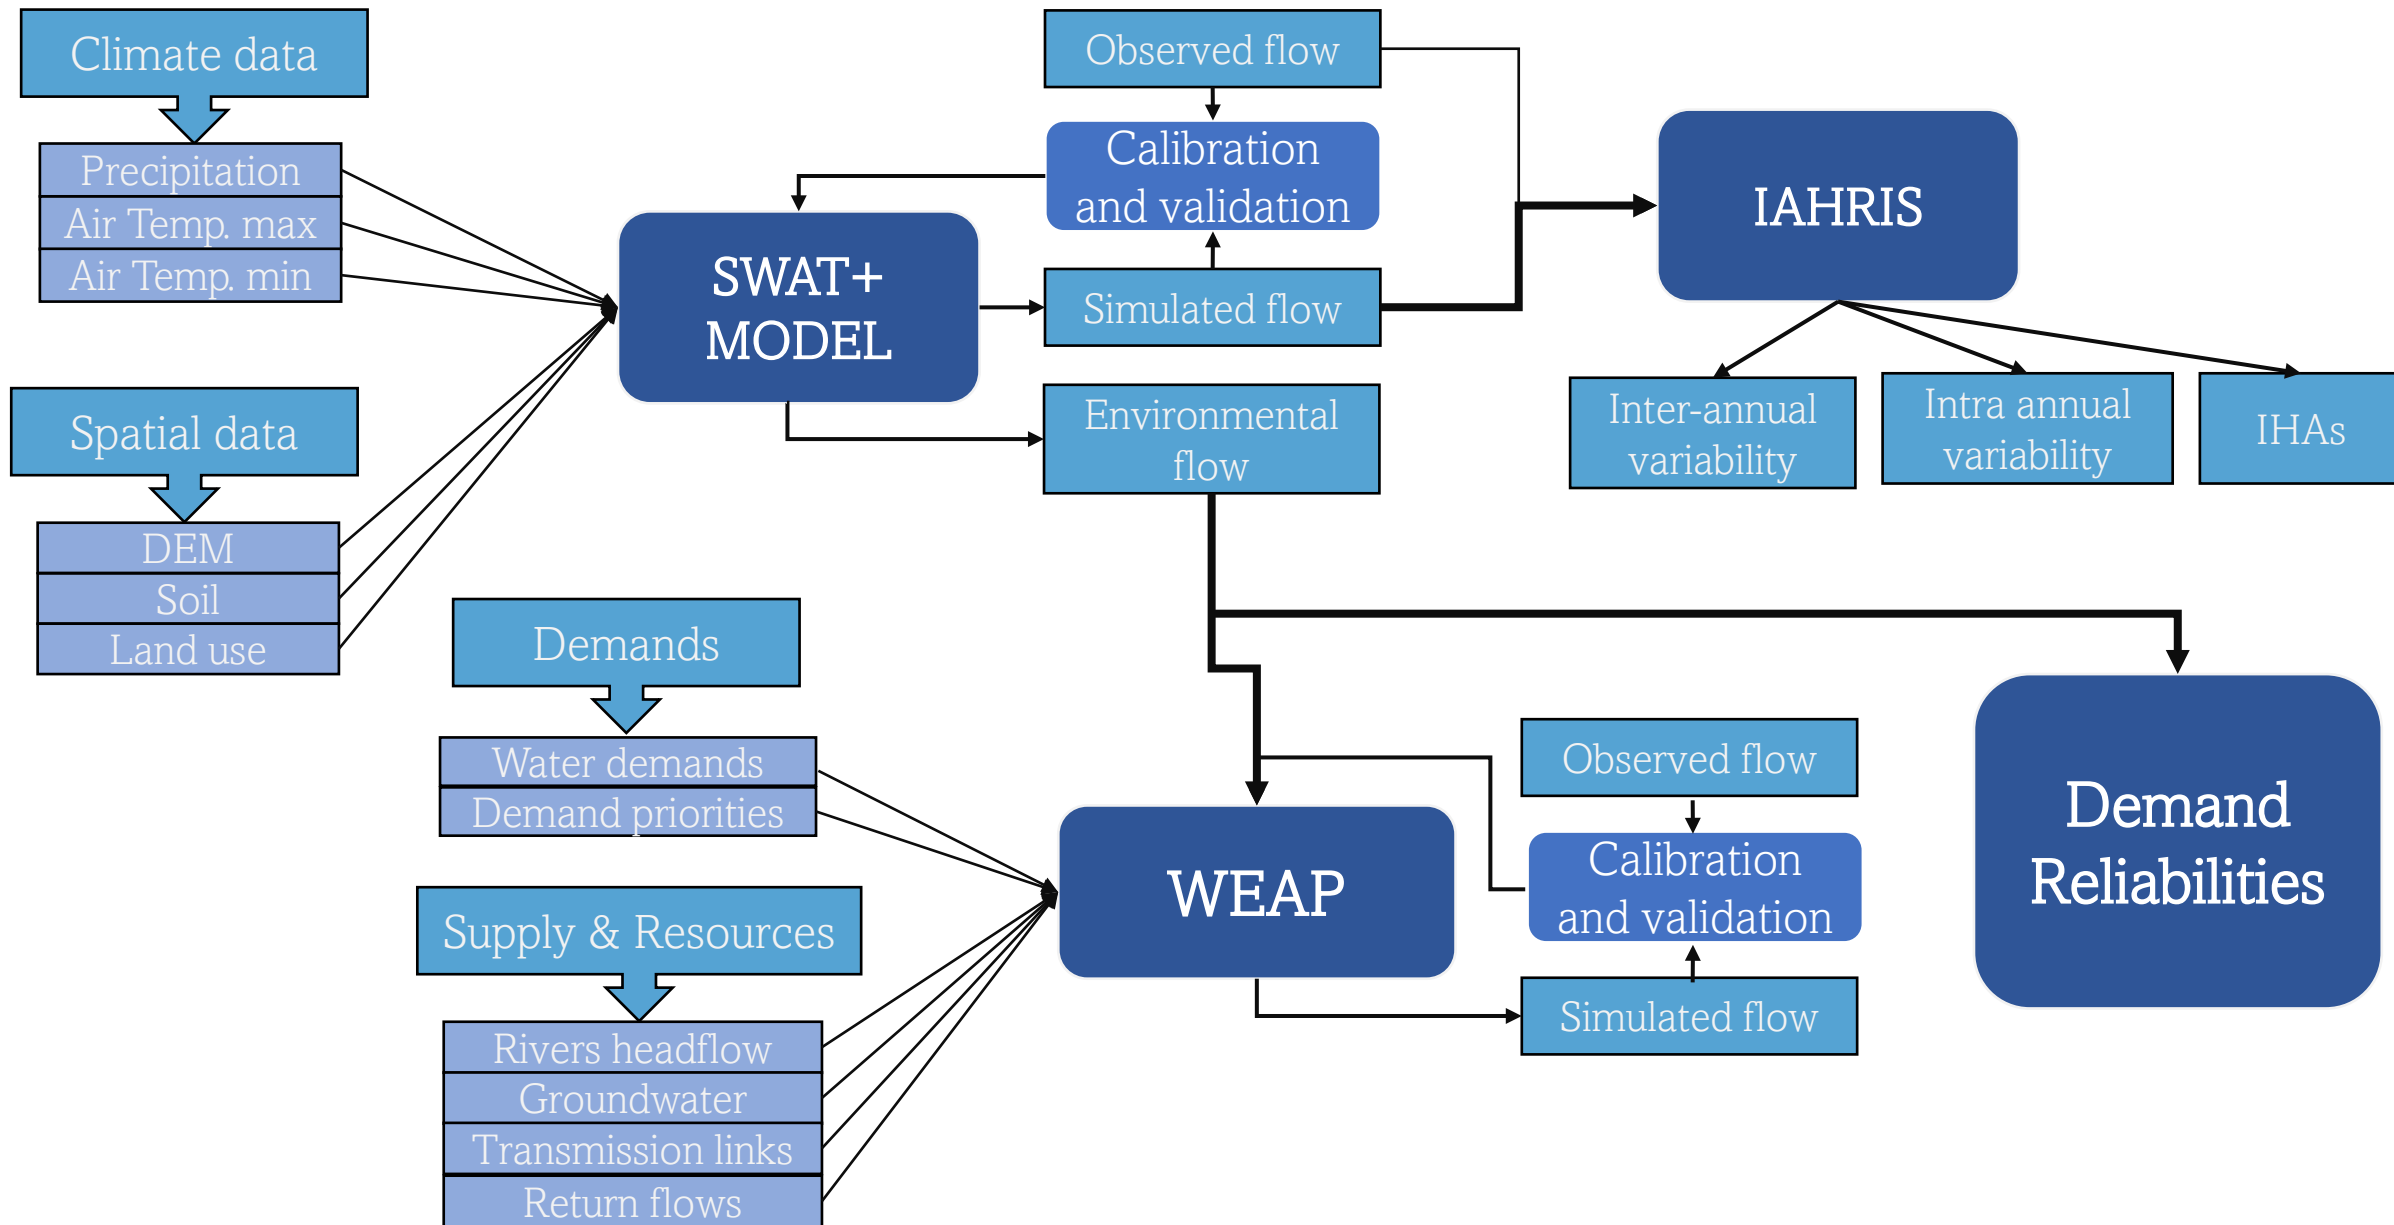 Climate data
Precipitation
Air Temp. max
Air Temp. min
Spatial data
DEM
Soil
Land use
SWAT+
MODEL
Observed flow
Calibration
and validation
Simulated flow
Environmental
flow
IAHRIS
Inter-annual
variability
Intra annual
variability
IHAs
Demands
Water demands
Demand priorities
Supply & Resources
Rivers headflow
Groundwater
Transmission links
Return flows
WEAP
Observed flow
Calibration
and validation
Simulated flow
Demand
Reliabilities